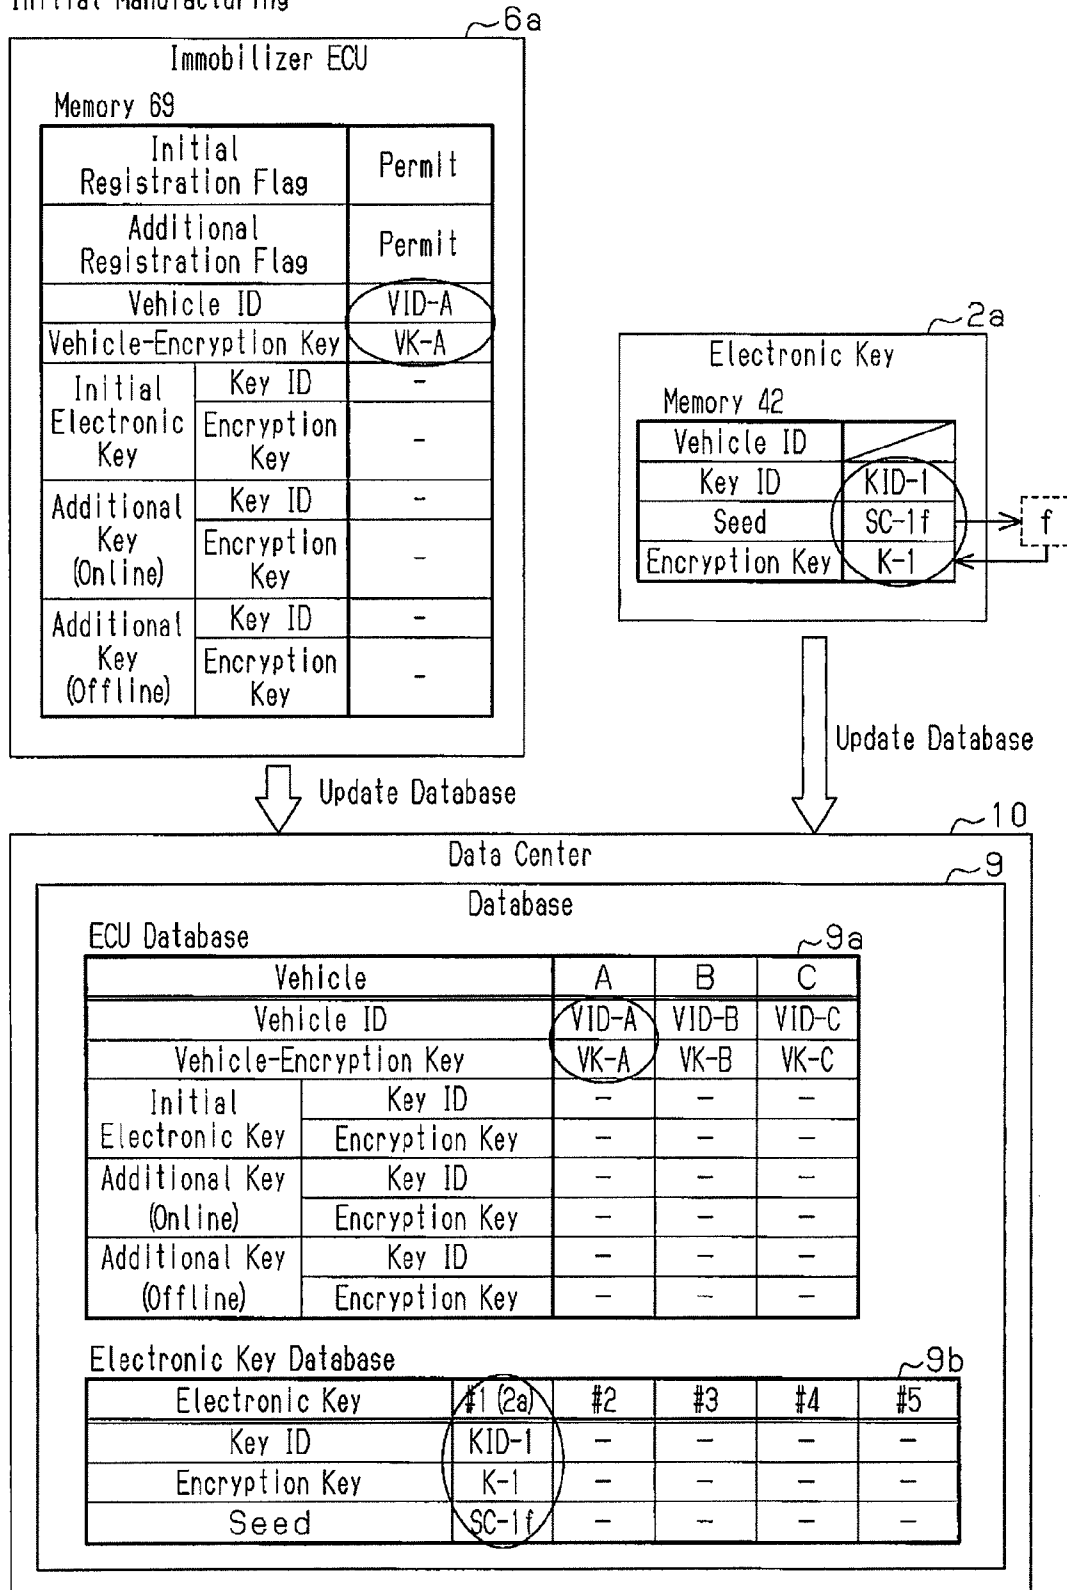 Initial Manufacturing
6a
Immobilizer ECU
Memory 69
Initial
Registration Flag
Permit
Additional
Registration Flag
Permit
Vehicle ID VID-A
Vehicle-Encryption Key VK-A
Initial
Electronic
Key
Key ID -
Encryption
Key
-
Additional
Key
(Online)
Key ID -
Encryption
Key
-
Additional
Key
(Offline)
Key ID -
Encryption
Key
-
2a
Electronic Key
Memory 42
Vehicle ID
Key ID KID-1
Seed SC-1f
f
Encryption Key K-1
Update Database
Update Database
10
Data Center
9
Database
ECU Database
9a
Vehicle A B C
Vehicle ID VID-A VID-B VID-C
Vehicle-Encryption Key VK-A VK-B VK-C
Initial
Electronic Key
Key ID - - -
Encryption Key - - -
Additional Key
(Online)
Key ID - - -
Encryption Key - - -
Additional Key
(Offline)
Key ID - - -
Encryption Key - - -
Electronic Key Database
9b
Electronic Key #1 (2a) #2 #3 #4 #5
Key ID KID-1 - - - -
Encryption Key K-1 - - - -
Seed SC-1f - - - -